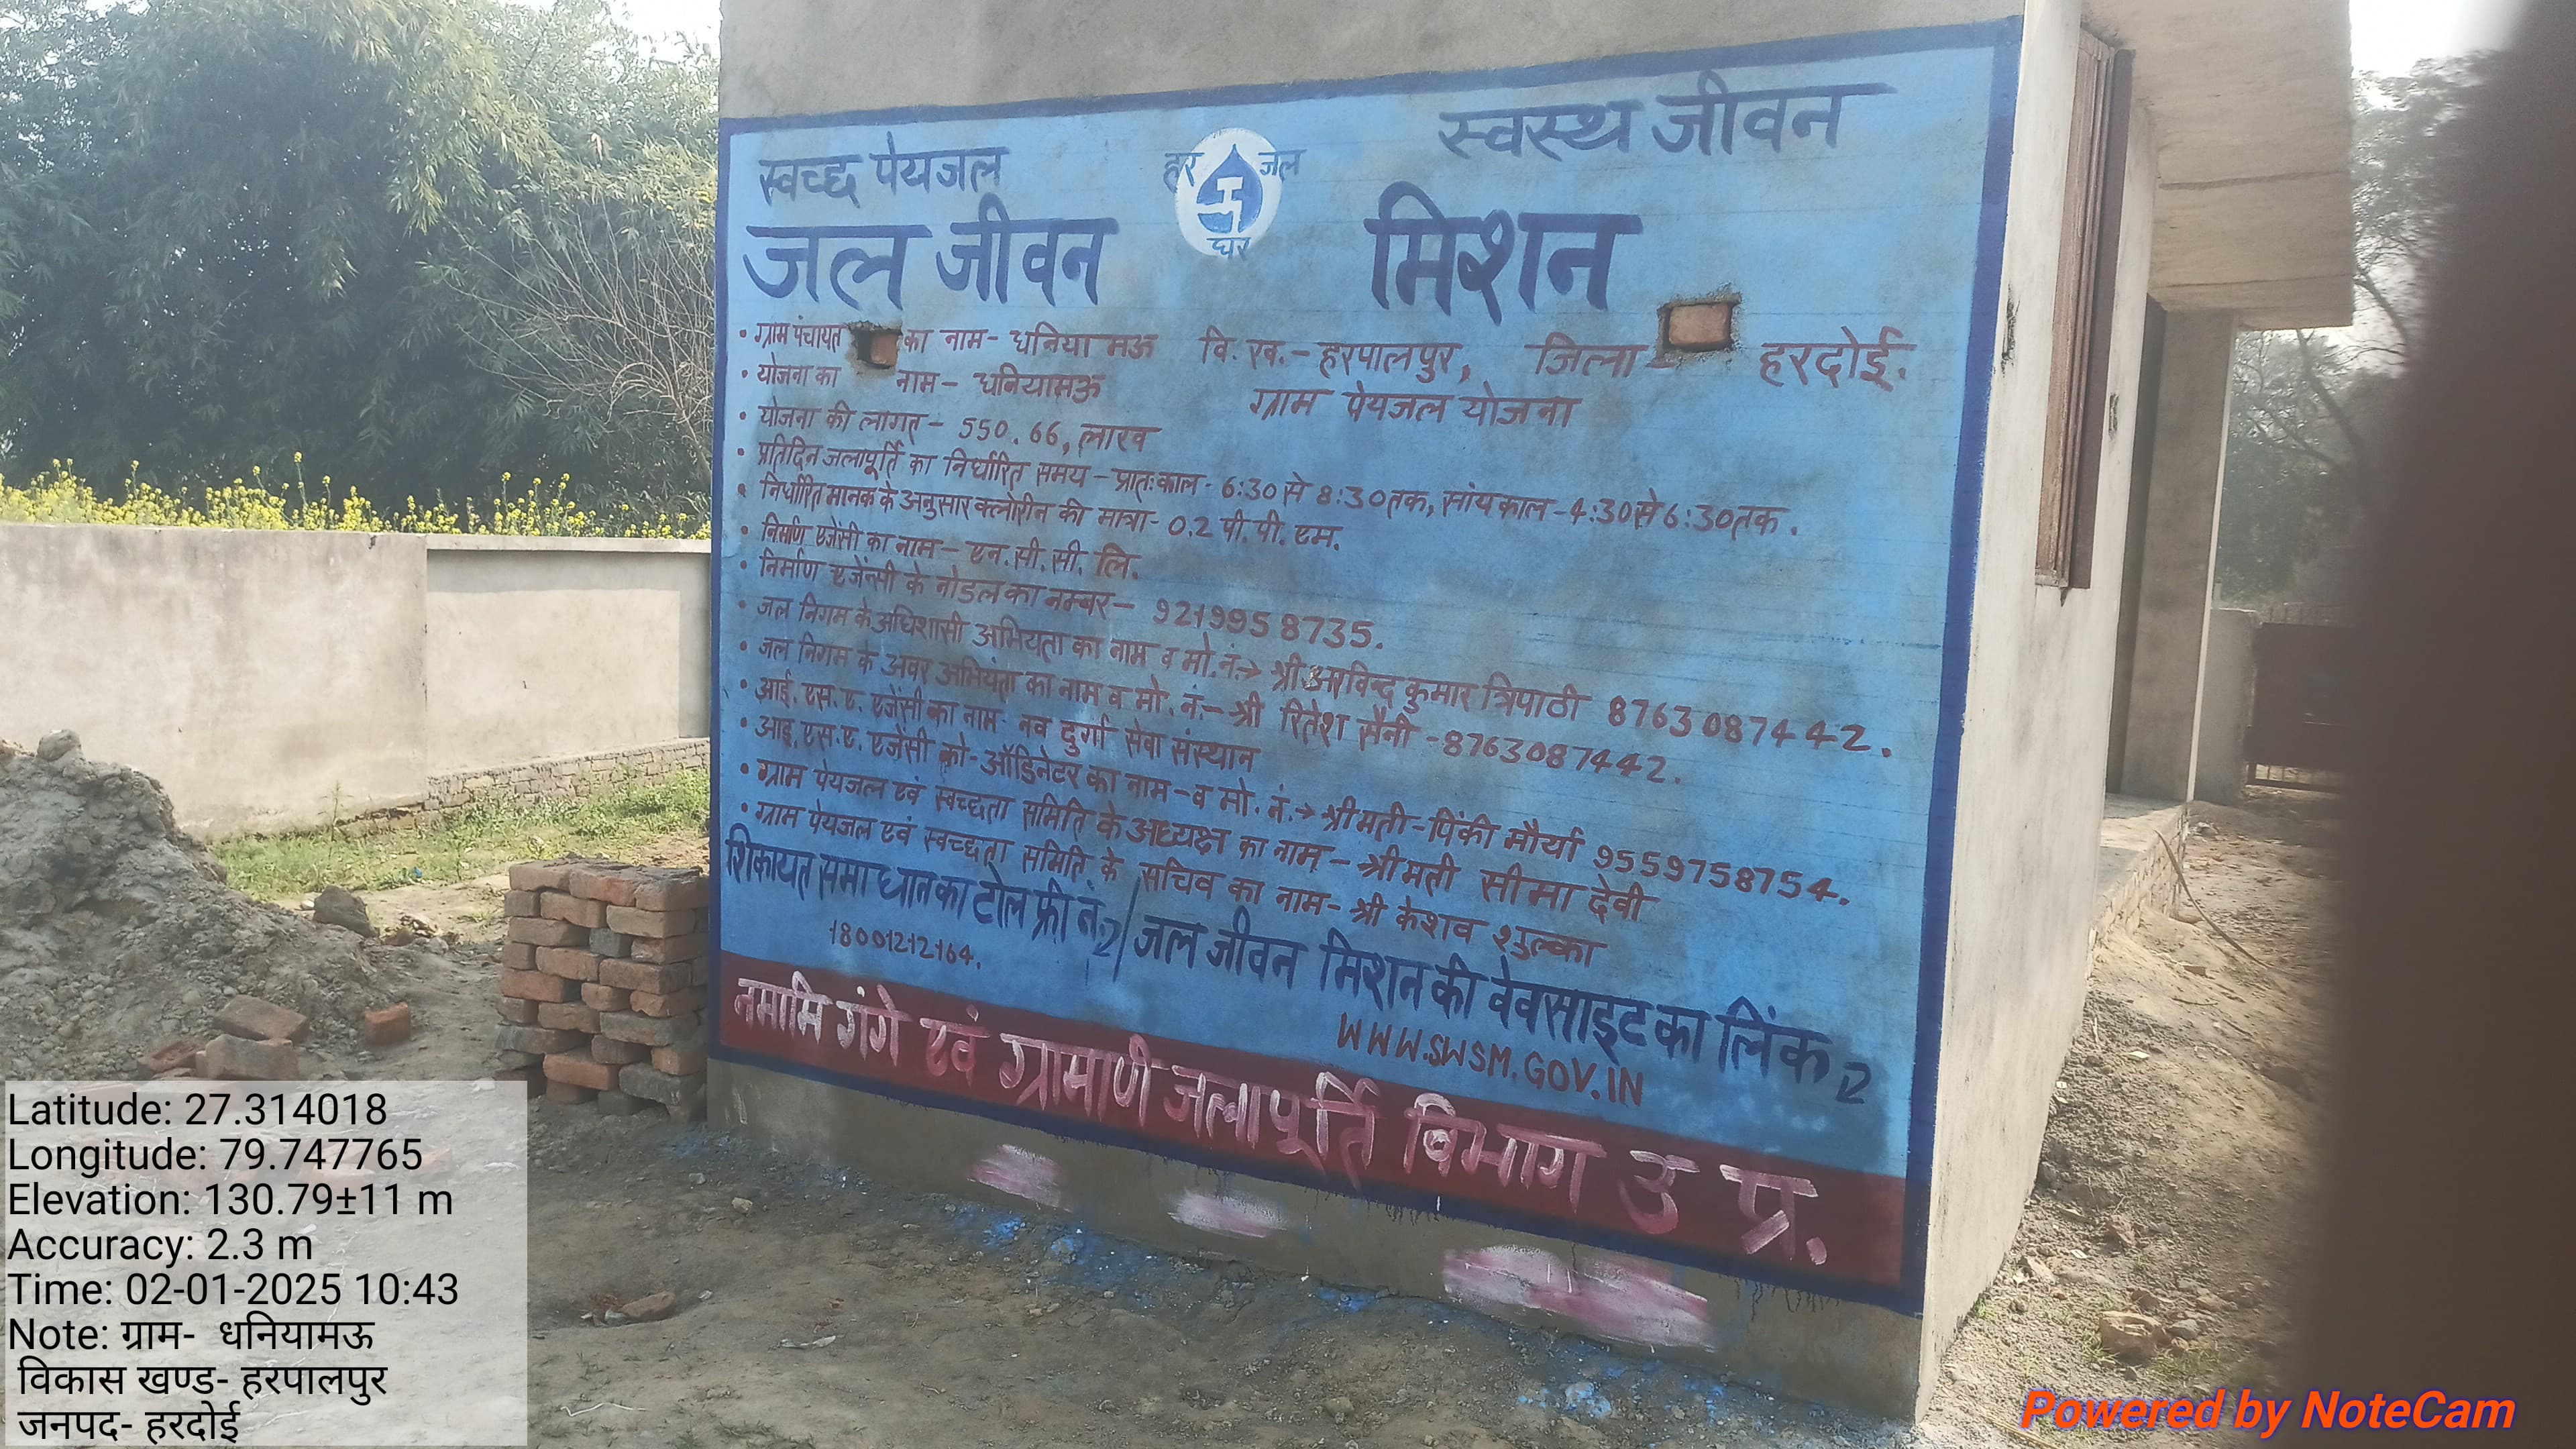 स्वच्छ पेयजल
हर जल घर
स्वस्थ जीवन
जल जीवन मिशन
• ग्राम पंचायत का नाम- धनिया मऊ वि. ख.- हरपालपुर, जिला - हरदोई.
• योजना का नाम- धनियामऊ ग्राम पेयजल योजना
• योजना की लागत- 550.66, लाख
• प्रतिदिन जलापूर्ति का निर्धारित समय - प्रातःकाल- 6:30 से 8:30 तक, सांयकाल-4:30 से 6:30 तक.
• निर्धारित मानक के अनुसार क्लोरीन की मात्रा- 0.2 पी. पी. एम.
• निर्माण एजेंसी का नाम- एन. सी. सी. लि.
• निर्माण एजेंन्सी के नोडल का नम्बर- 9219958735.
• जल निगम के अधिशासी अभियंता का नाम व मो. नं.→ श्री अरविन्द कुमार त्रिपाठी 8763087442.
• जल निगम के अवर अभियंता का नाम व मो. नं.- श्री रितेश सैनी -8763087442.
• आई. एस. ए. एजेंसी का नाम- नव दुर्गा सेवा संस्थान
• आइ. एस. ए. एजेंसी को-ऑडिनेटर का नाम-व मो. नं.→ श्रीमती-पिंकी मौर्या 9559758754.
• ग्राम पेयजल एवं स्वच्छता समिति के अध्यक्ष का नाम- श्रीमती सीमा देवी
• ग्राम पेयजल एवं स्वच्छता समिति के सचिव का नाम- श्री केशव शुल्का
शिकायत समाधान का टोल फ्री नं. / जल जीवन मिशन की वेवसाइट का लिंक
18001212164.
WWW.SWSM.GOV.IN
नमामि गंगे एवं ग्रामाणी जलापूर्ति विभाग उ प्र.
Latitude: 27.314018
Longitude: 79.747765
Elevation: 130.79±11 m
Accuracy: 2.3 m
Time: 02-01-2025 10:43
Note: ग्राम- धनियामऊ
विकास खण्ड- हरपालपुर
जनपद- हरदोई
Powered by NoteCam